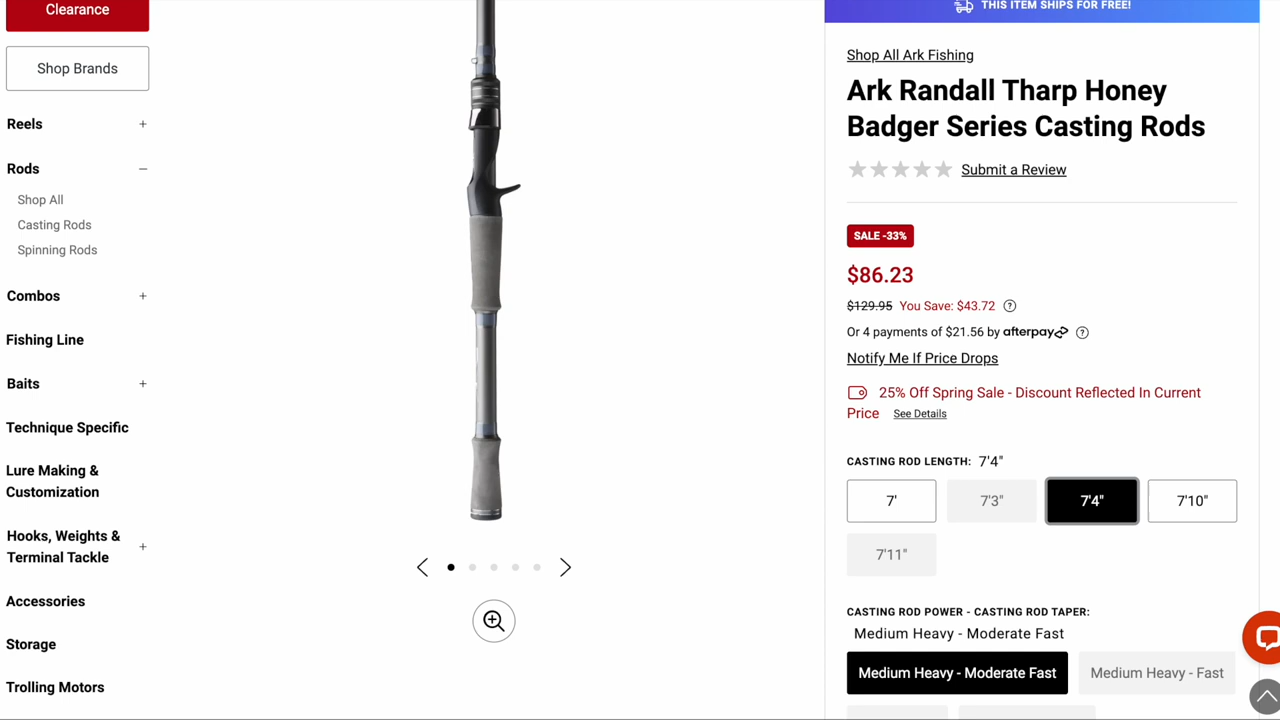 Clearance
Shop Brands
Reels
Rods
Shop All
Casting Rods
Spinning Rods
Combos
Fishing Line
Baits
Technique Specific
Lure Making &
Customization
Hooks, Weights &
Terminal Tackle
Accessories
Storage
Trolling Motors
THIS ITEM SHIPS FOR FREE!
Shop All Ark Fishing
Ark Randall Tharp Honey
Badger Series Casting Rods
Submit a Review
SALE -33%
$86.23
$129.95 You Save: $43.72 ?
Or 4 payments of $21.56 by afterpay ?
Notify Me If Price Drops
25% Off Spring Sale - Discount Reflected In Current
Price See Details
CASTING ROD LENGTH: 7'4"
7' 7'3" 7'4" 7'10"
7'11"
CASTING ROD POWER - CASTING ROD TAPER:
Medium Heavy - Moderate Fast
Medium Heavy - Moderate Fast Medium Heavy - Fast